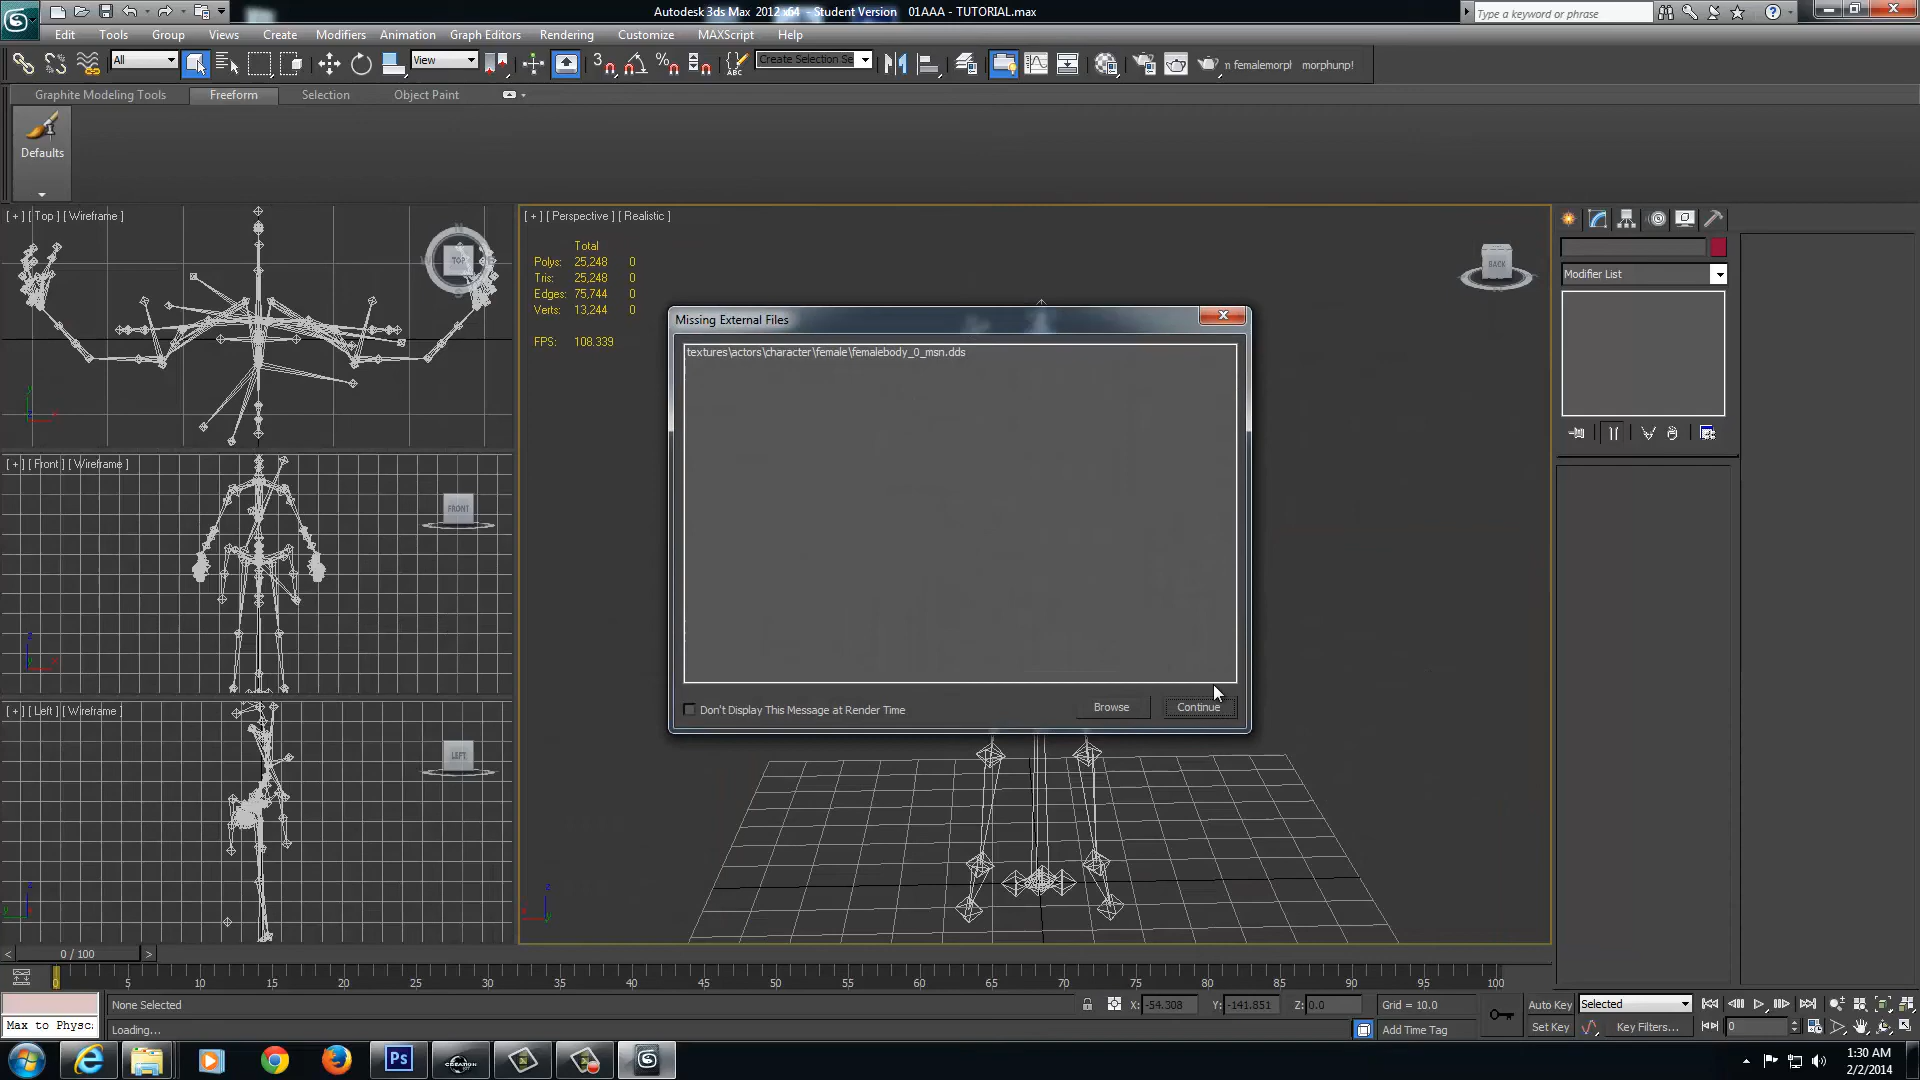 Autodesk 3ds Max 2012 x64 - Student Version 01AAA - TUTORIAL.max
Type a keyword or phrase
Edit Tools Group Views Create Modifiers Animation Graph Editors Rendering Customize MAXScript Help
All View Create Selection Se
femalemorpl morphunp!
Graphite Modeling Tools Freeform Selection Object Paint
Defaults
[ + ] [ Top ] [ Wireframe ]
TOP
[ + ] [ Perspective ] [ Realistic ]
Total
Polys: 25,248 0
Tris: 25,248 0
Edges: 75,744 0
Verts: 13,244 0
FPS: 108.339
BACK
Modifier List
Missing External Files
textures\actors\character\female\femalebody_0_msn.dds
Don't Display This Message at Render Time Browse Continue
[ + ] [ Front ] [ Wireframe ]
FRONT
[ + ] [ Left ] [ Wireframe ]
LEFT
< 0 / 100 >
0 5 10 15 20 25 30 35 40 45 50 55 60 65 70 75 80 85 90 95 100
None Selected X: -54.308 Y: -141.851 Z: 0.0 Grid = 10.0 Auto Key Selected
Max to Physc: Loading... Add Time Tag Set Key Key Filters... 0
Ps
1:30 AM
2/2/2014